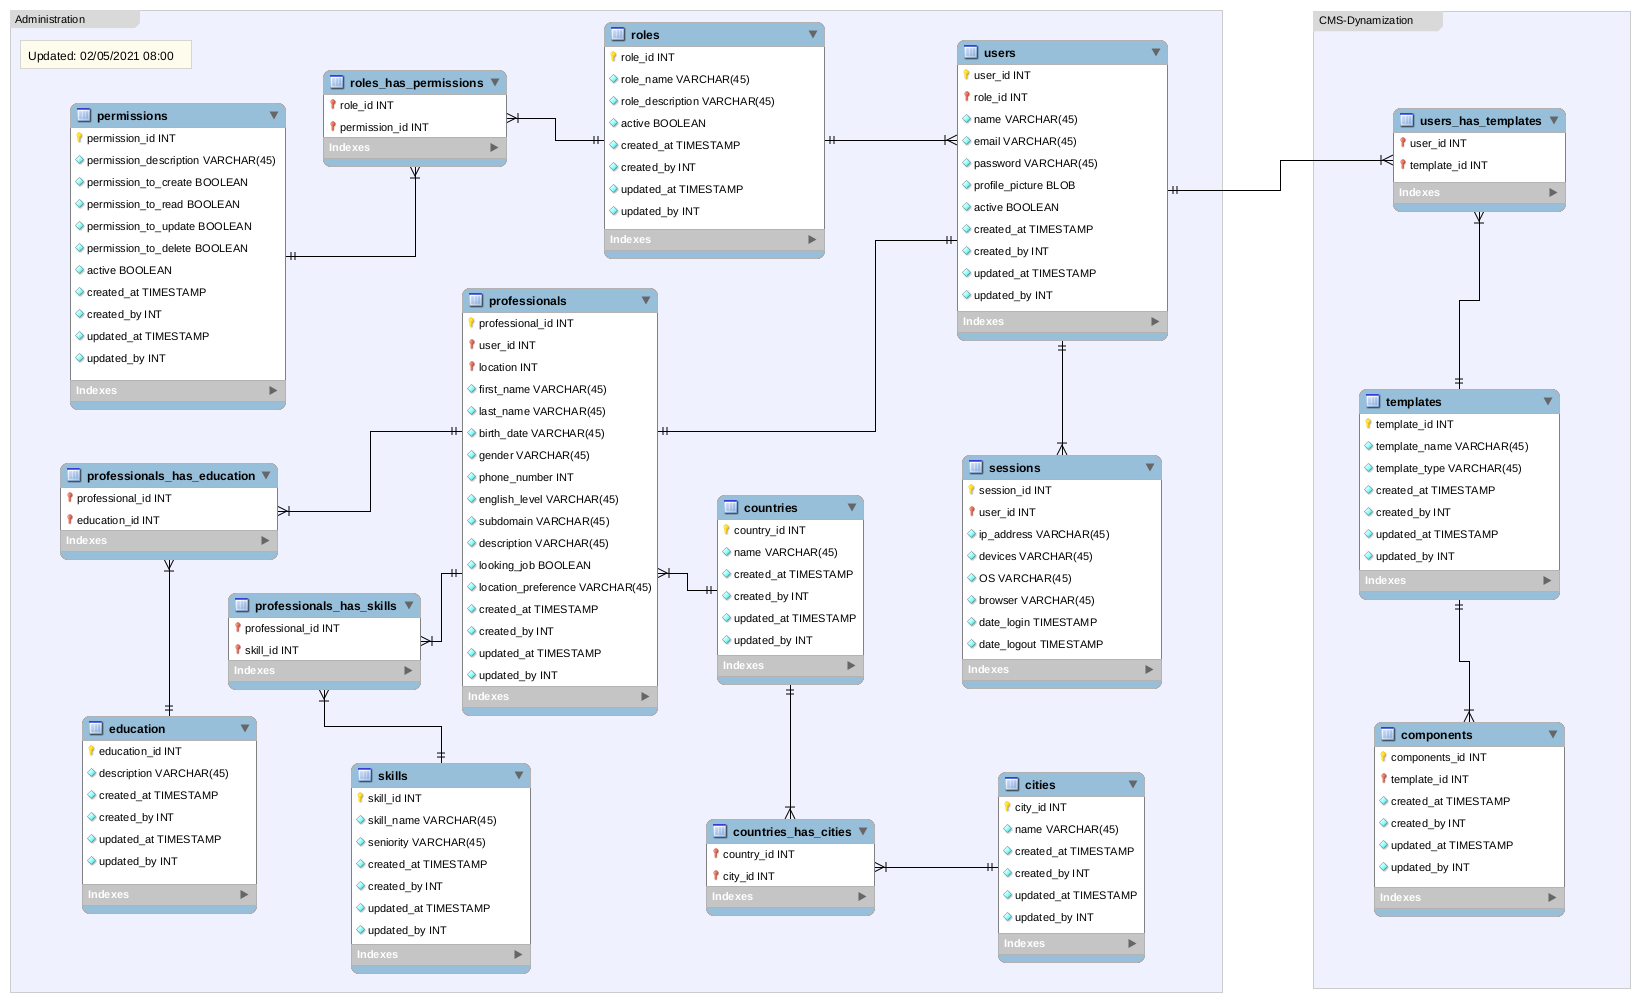 Administration
Updated: 02/05/2021 08:00
permissions
permission_id INT
permission_description VARCHAR(45)
permission_to_create BOOLEAN
permission_to_read BOOLEAN
permission_to_update BOOLEAN
permission_to_delete BOOLEAN
active BOOLEAN
created_at TIMESTAMP
created_by INT
updated_at TIMESTAMP
updated_by INT
Indexes
roles_has_permissions
role_id INT
permission_id INT
Indexes
roles
role_id INT
role_name VARCHAR(45)
role_description VARCHAR(45)
active BOOLEAN
created_at TIMESTAMP
created_by INT
updated_at TIMESTAMP
updated_by INT
Indexes
users
user_id INT
role_id INT
name VARCHAR(45)
email VARCHAR(45)
password VARCHAR(45)
profile_picture BLOB
active BOOLEAN
created_at TIMESTAMP
created_by INT
updated_at TIMESTAMP
updated_by INT
Indexes
professionals
professional_id INT
user_id INT
location INT
first_name VARCHAR(45)
last_name VARCHAR(45)
birth_date VARCHAR(45)
gender VARCHAR(45)
phone_number INT
english_level VARCHAR(45)
subdomain VARCHAR(45)
description VARCHAR(45)
looking_job BOOLEAN
location_preference VARCHAR(45)
created_at TIMESTAMP
created_by INT
updated_at TIMESTAMP
updated_by INT
Indexes
professionals_has_education
professional_id INT
education_id INT
Indexes
professionals_has_skills
professional_id INT
skill_id INT
Indexes
education
education_id INT
description VARCHAR(45)
created_at TIMESTAMP
created_by INT
updated_at TIMESTAMP
updated_by INT
Indexes
skills
skill_id INT
skill_name VARCHAR(45)
seniority VARCHAR(45)
created_at TIMESTAMP
created_by INT
updated_at TIMESTAMP
updated_by INT
Indexes
countries
country_id INT
name VARCHAR(45)
created_at TIMESTAMP
created_by INT
updated_at TIMESTAMP
updated_by INT
Indexes
sessions
session_id INT
user_id INT
ip_address VARCHAR(45)
devices VARCHAR(45)
OS VARCHAR(45)
browser VARCHAR(45)
date_login TIMESTAMP
date_logout TIMESTAMP
Indexes
countries_has_cities
country_id INT
city_id INT
Indexes
cities
city_id INT
name VARCHAR(45)
created_at TIMESTAMP
created_by INT
updated_at TIMESTAMP
updated_by INT
Indexes
CMS-Dynamization
users_has_templates
user_id INT
template_id INT
Indexes
templates
template_id INT
template_name VARCHAR(45)
template_type VARCHAR(45)
created_at TIMESTAMP
created_by INT
updated_at TIMESTAMP
updated_by INT
Indexes
components
components_id INT
template_id INT
created_at TIMESTAMP
created_by INT
updated_at TIMESTAMP
updated_by INT
Indexes